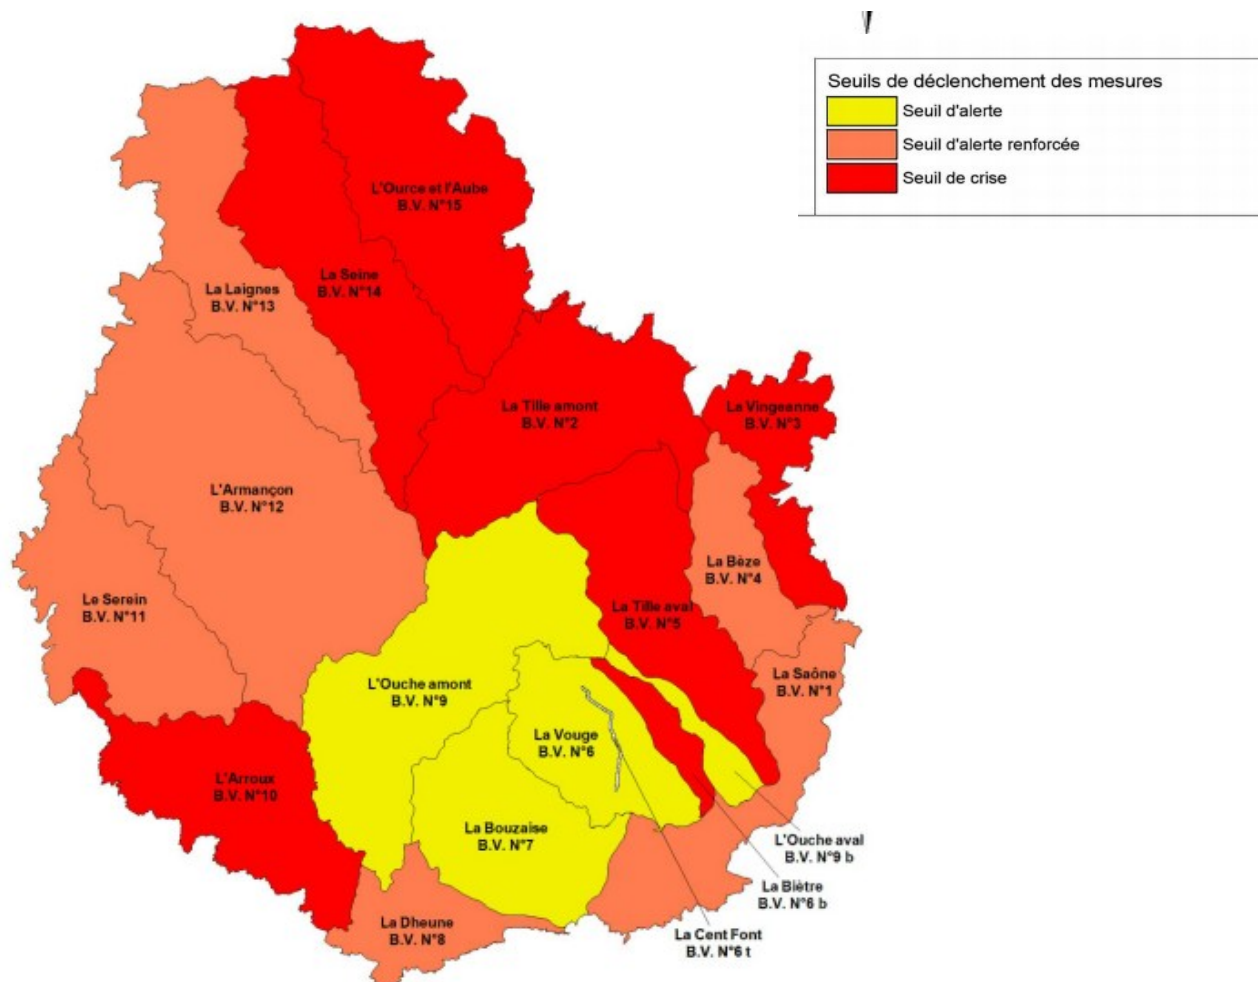 Seuils de déclenchement des mesures
Seuil d'alerte
Seuil d'alerte renforcée
Seuil de crise
L'Ource et l'Aube
B.V. N°15
La Seine
B.V. N°14
La Laignes
B.V. N°13
La Tille amont
B.V. N°2
La Vingeanne
B.V. N°3
L'Armançon
B.V. N°12
La Bèze
B.V. N°4
Le Serein
B.V. N°11
La Tille aval
B.V. N°5
La Saône
B.V. N°1
L'Ouche amont
B.V. N°9
La Vouge
B.V. N°6
L'Arroux
B.V. N°10
La Bouzaise
B.V. N°7
L'Ouche aval
B.V. N°9 b
La Biètre
B.V. N°6 b
La Dheune
B.V. N°8
La Cent Font
B.V. N°6 t